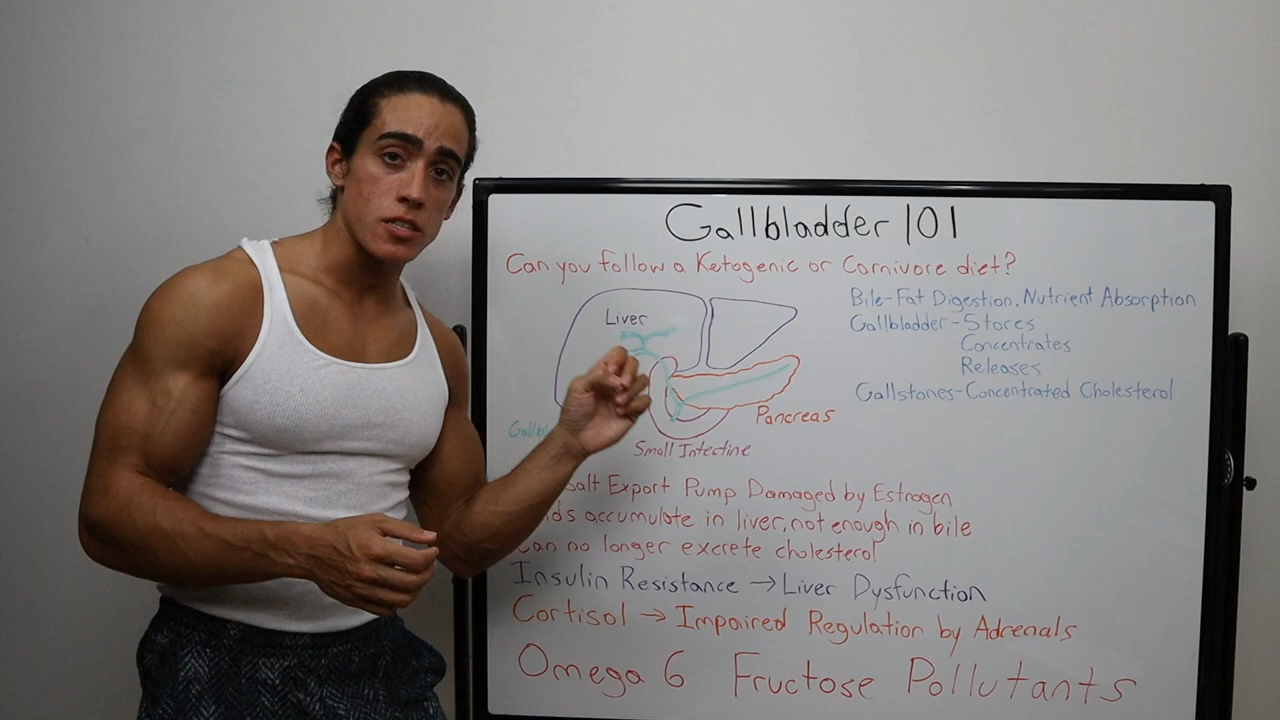 Gallbladder 101
Can you follow a Ketogenic or Carnivore diet?
Liver
Pancreas
Small Intestine
Bile-Fat Digestion, Nutrient Absorption
Gallbladder-Stores
Concentrates
Releases
Gallstones-Concentrated Cholesterol
Export Pump Damaged by Estrogen
accumulate in liver, not enough in bile
can no longer excrete cholesterol
Insulin Resistance → Liver Dysfunction
Cortisol → Impaired Regulation by Adrenals
Omega 6 Fructose Pollutants